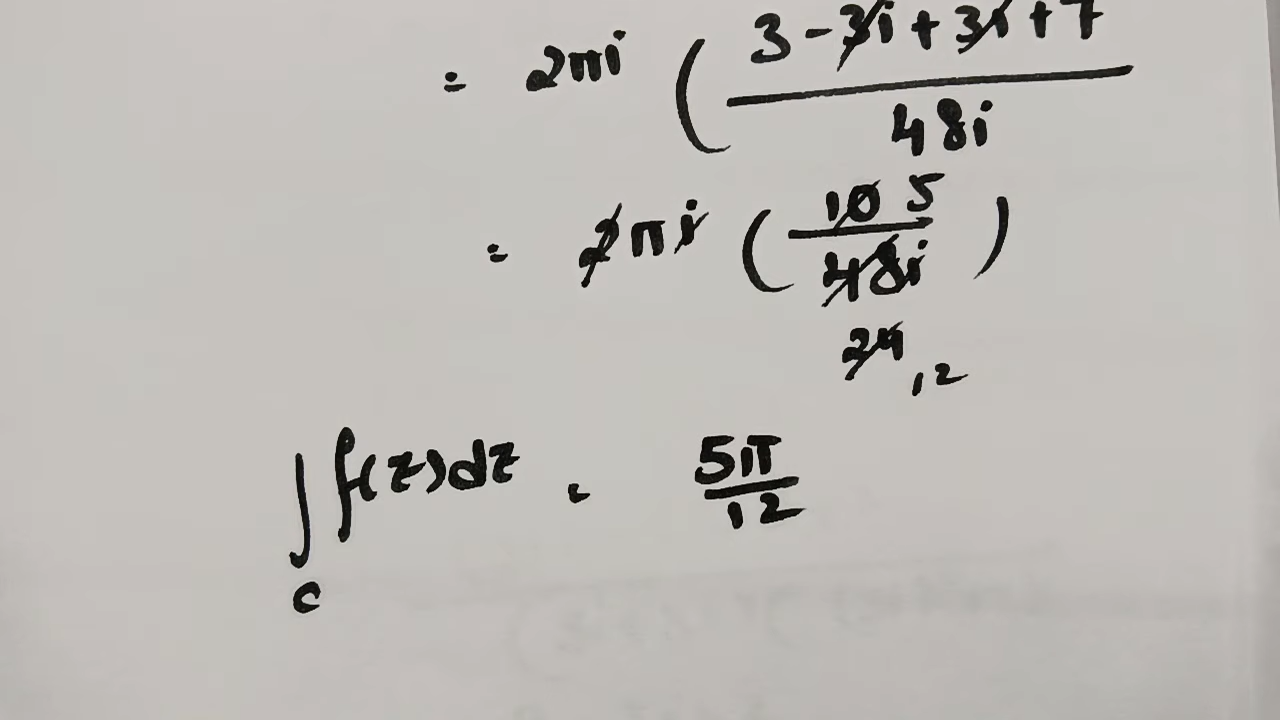 = 2πi ( 3 - 3i + 3i + 7 / 48i
= 2πi ( 10 5 / 48i )
24 12
∫ f(z)dz = 5π / 12
c